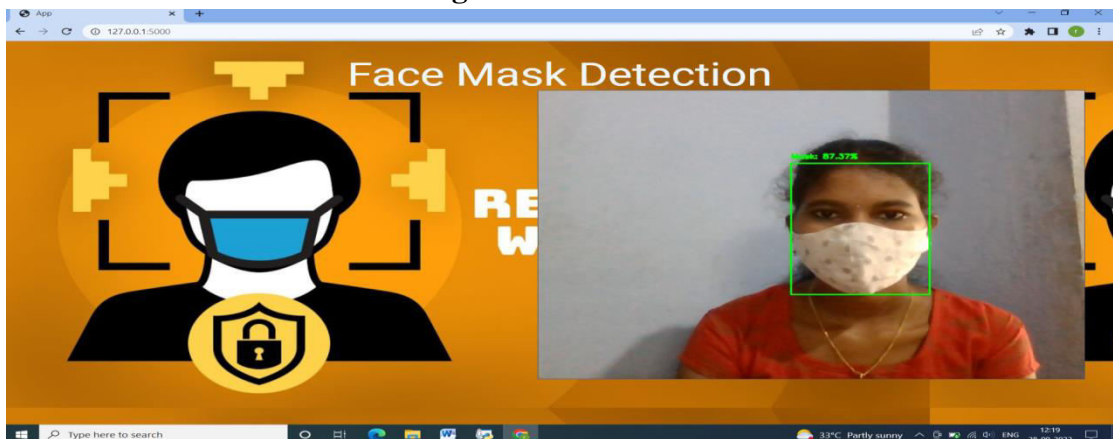 App
127.0.0.1:5000
Face Mask Detection
Mask: 87.37%
RE
W
Type here to search
33°C Partly sunny
ENG
12:19